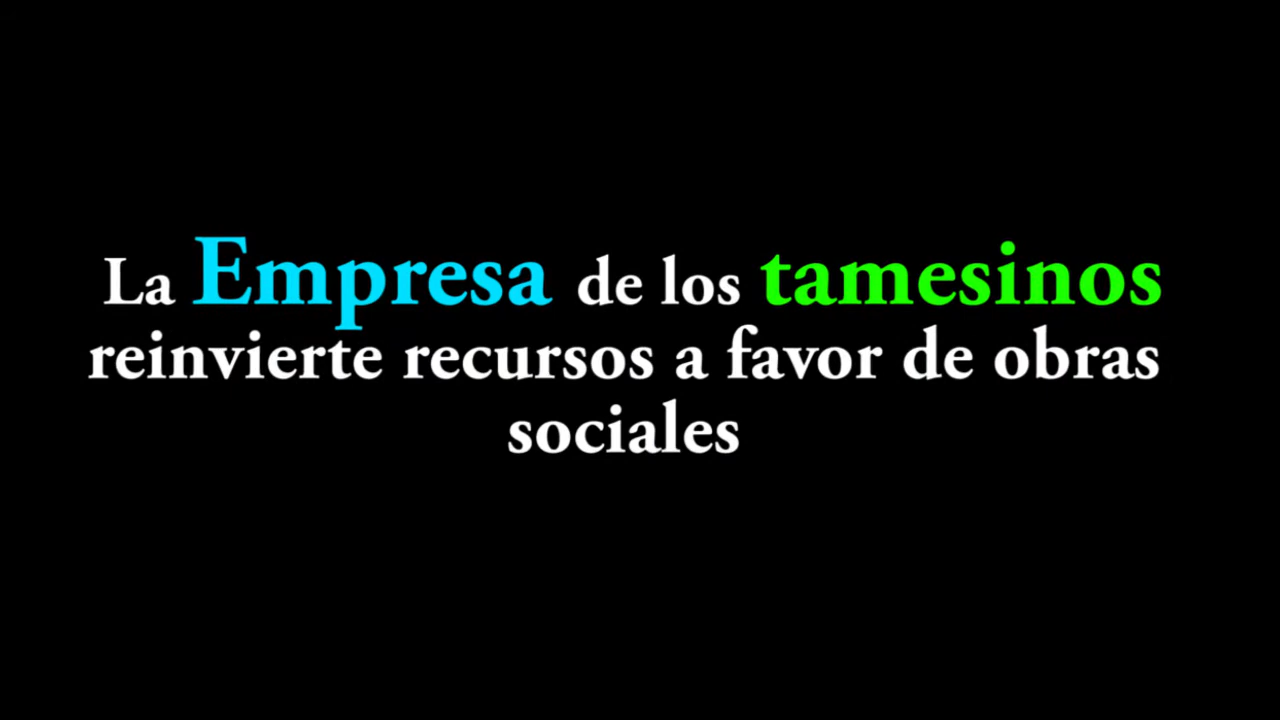 La Empresa de los tamesinos
reinvierte recursos a favor de obras
sociales